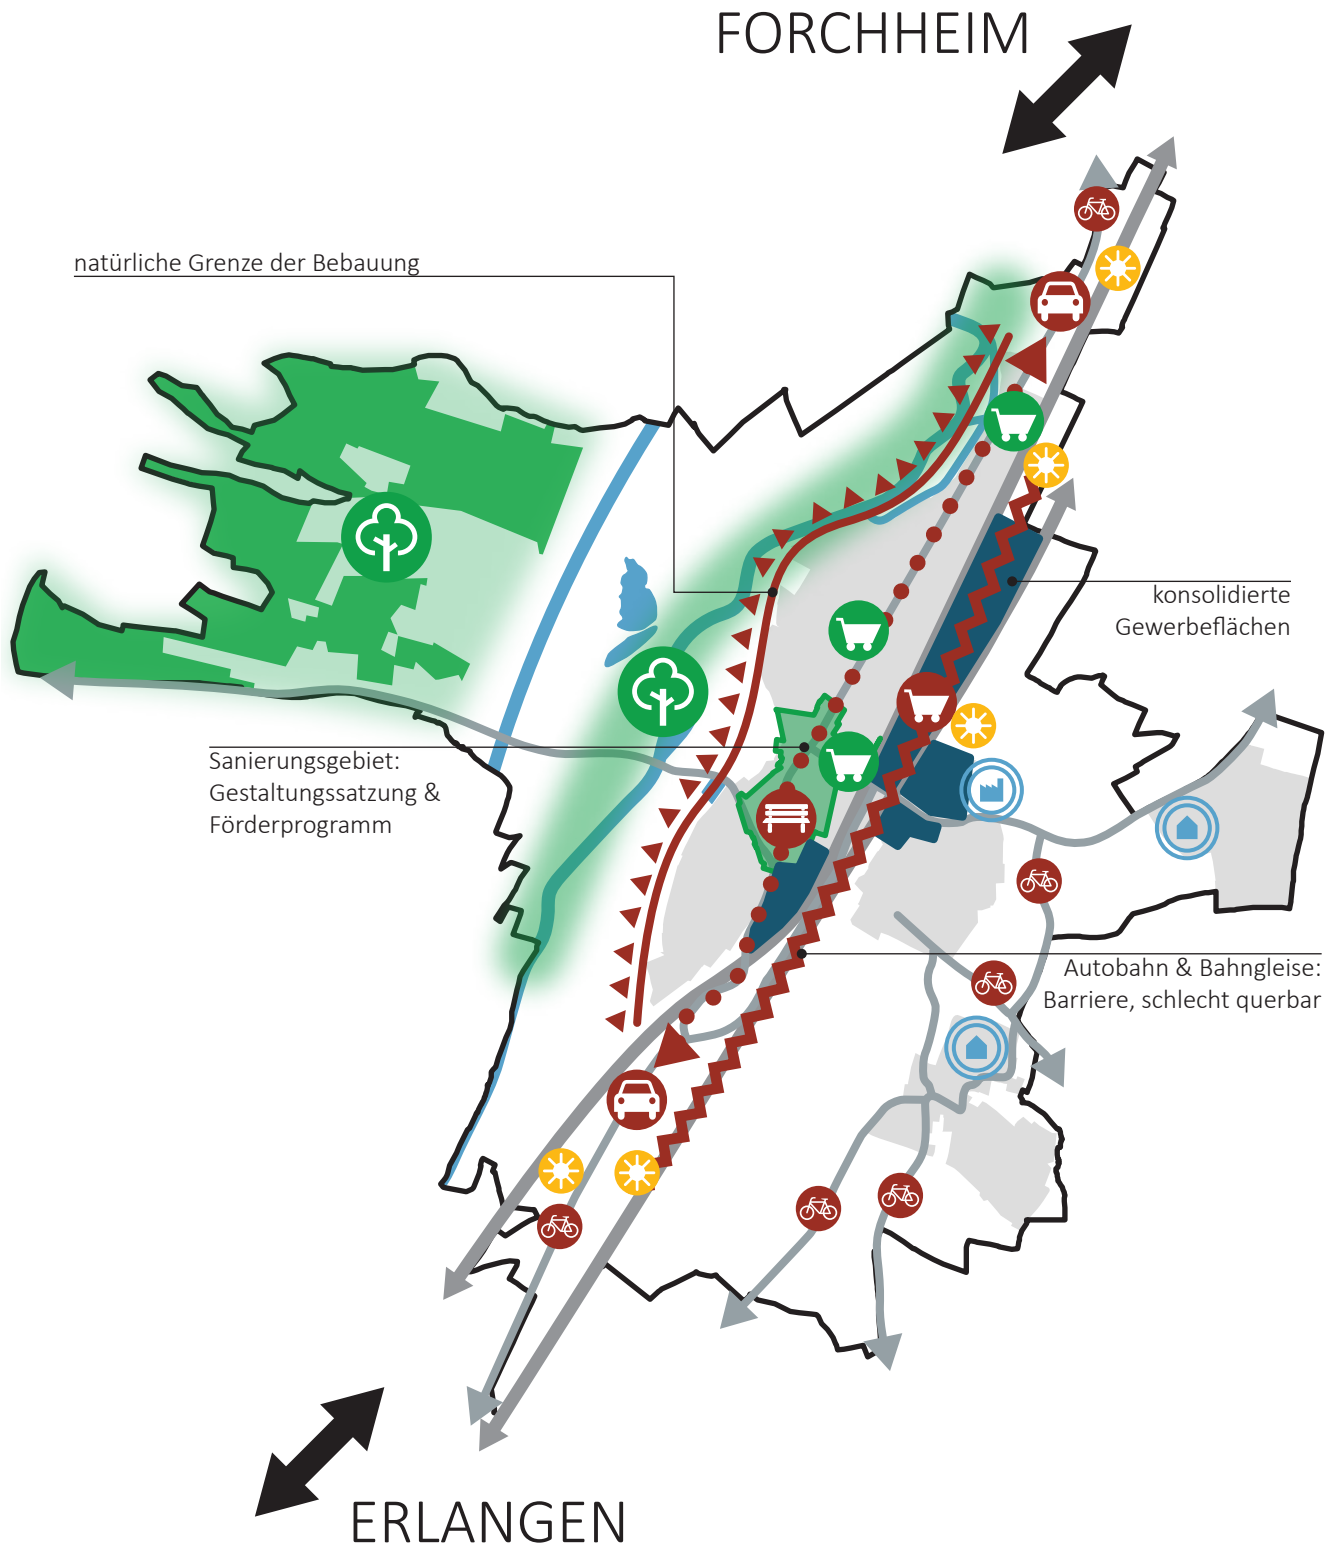 FORCHHEIM
natürliche Grenze der Bebauung
konsolidierte
Gewerbeflächen
Sanierungsgebiet:
Gestaltungssatzung &
Förderprogramm
Autobahn & Bahngleise:
Barriere, schlecht querbar
ERLANGEN